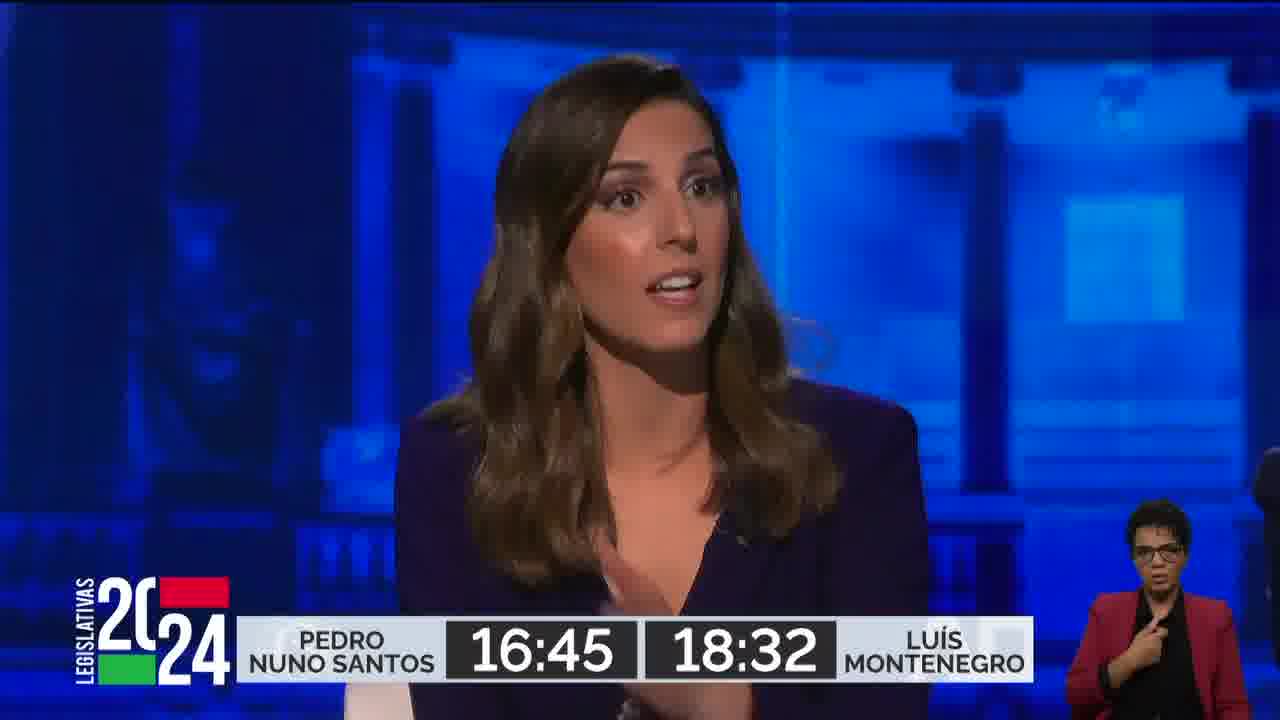 LEGISLATIVAS
2024
PEDRO
NUNO SANTOS
16:45
18:32
LUÍS
MONTENEGRO